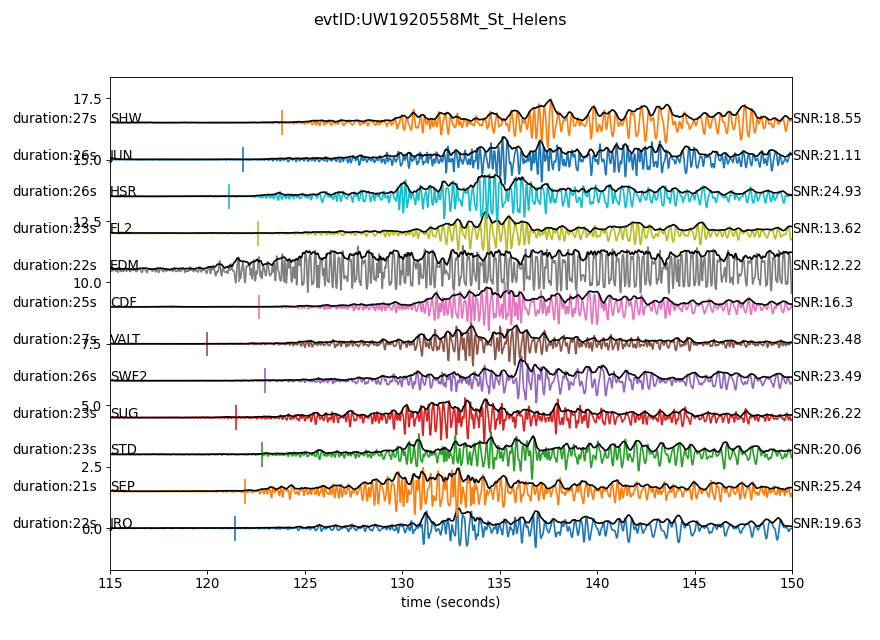 evtID:UW1920558Mt_St_Helens
17.5
duration:27s SHW SNR:18.55
duration:26s JUN SNR:21.11
15.0
duration:26s HSR SNR:24.93
12.5
duration:23s FL2 SNR:13.62
duration:22s EDM SNR:12.22
10.0
duration:25s CDF SNR:16.3
duration:27s VALT SNR:23.48
7.5
duration:26s SWF2 SNR:23.49
5.0
duration:23s SUG SNR:26.22
duration:23s STD SNR:20.06
2.5
duration:21s SEP SNR:25.24
duration:22s JRO SNR:19.63
0.0
115 120 125 130 135 140 145 150
time (seconds)